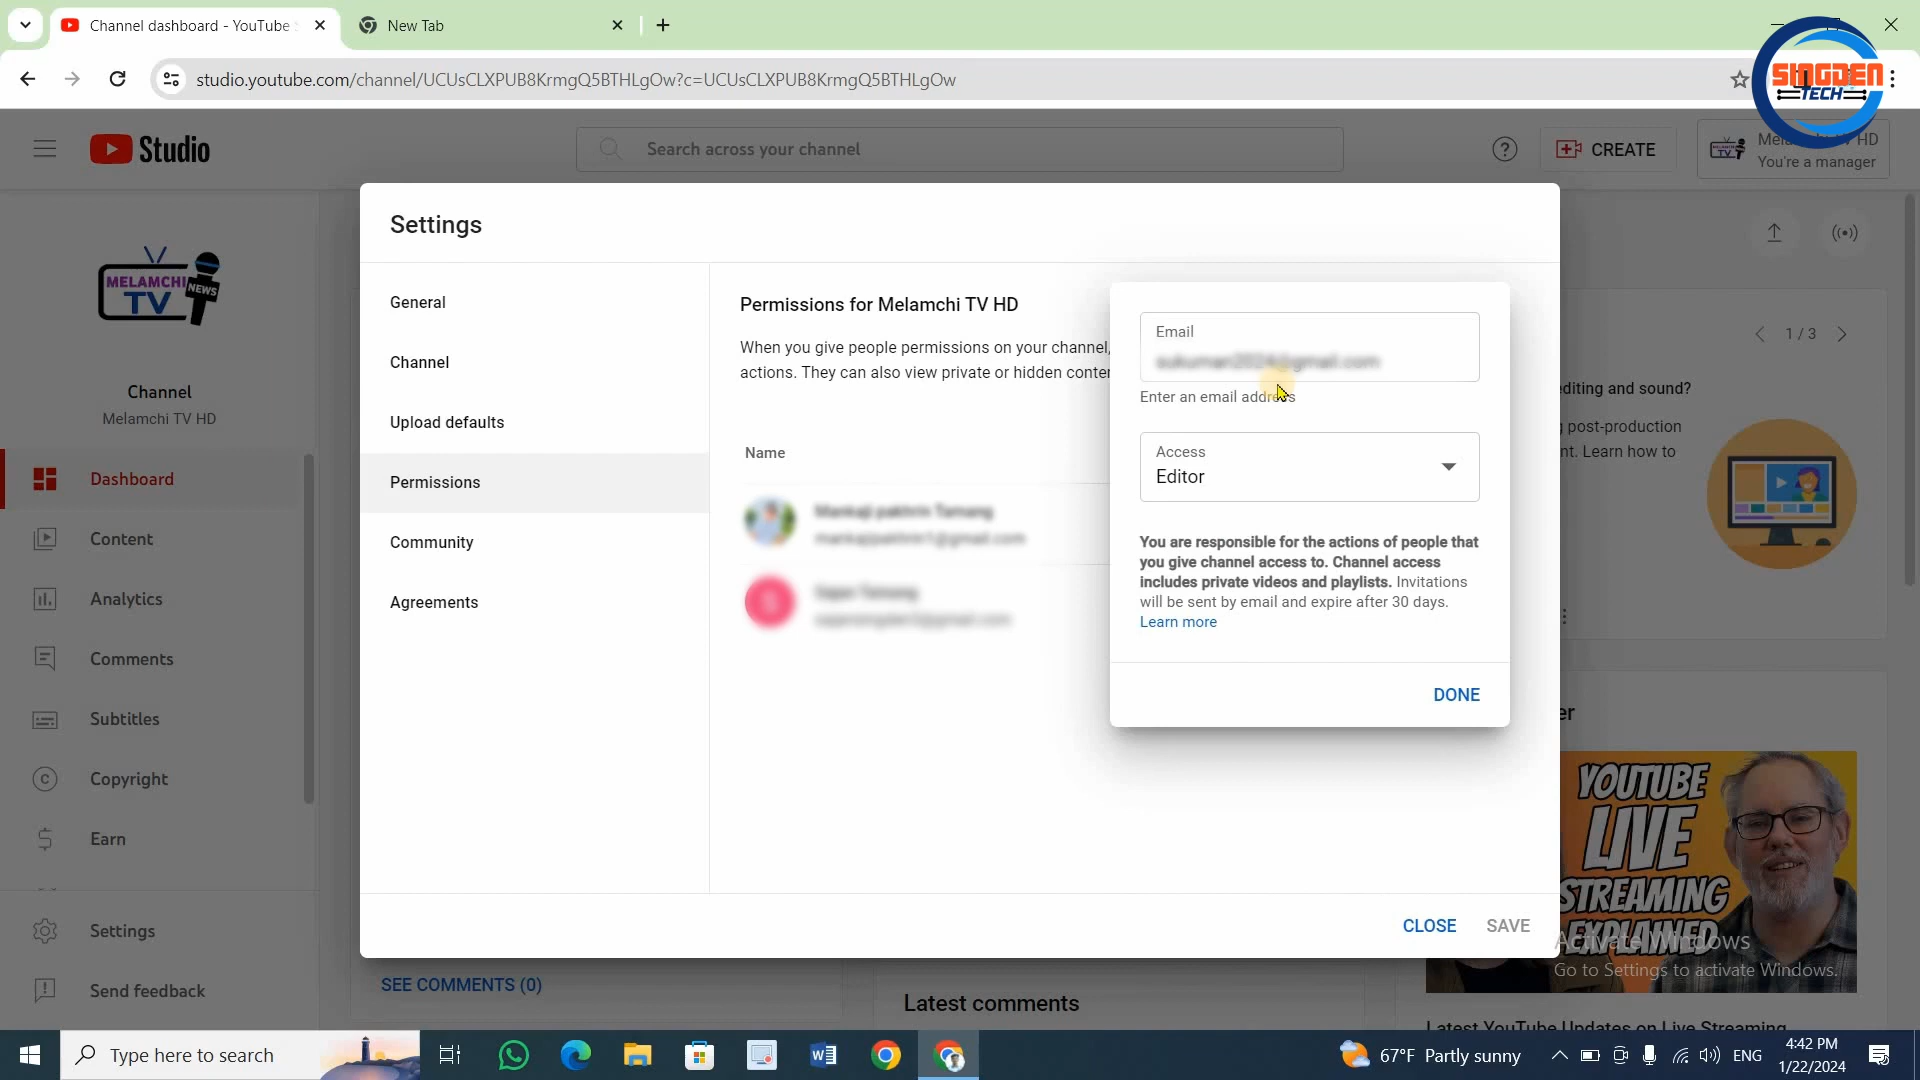 Channel dashboard - YouTube S
New Tab
studio.youtube.com/channel/UCUsCLXPUB8KrmgQ5BTHLgOw?c=UCUsCLXPUB8KrmgQ5BTHLgOw
SINGDEN
TECH
Studio
Search across your channel
CREATE
HD
You're a manager
MELAMCHI
TV
NEWS
Channel
Melamchi TV HD
Dashboard
Content
Analytics
Comments
Subtitles
Copyright
Earn
Settings
Send feedback
Settings
General
Channel
Upload defaults
Permissions
Community
Agreements
Permissions for Melamchi TV HD
When you give people permissions on your channel,
actions. They can also view private or hidden conter
Name
Email
Enter an email address
Access
Editor
You are responsible for the actions of people that
you give channel access to. Channel access
includes private videos and playlists. Invitations
will be sent by email and expire after 30 days.
Learn more
DONE
CLOSE
SAVE
1 / 3
editing and sound?
post-production
nt. Learn how to
er
YOUTUBE
LIVE
STREAMING
EXPLAINED
Activate Windows
Go to Settings to activate Windows.
SEE COMMENTS (0)
Latest comments
Latest YouTube Updates on Live Streaming
Type here to search
67°F Partly sunny
ENG
4:42 PM
1/22/2024